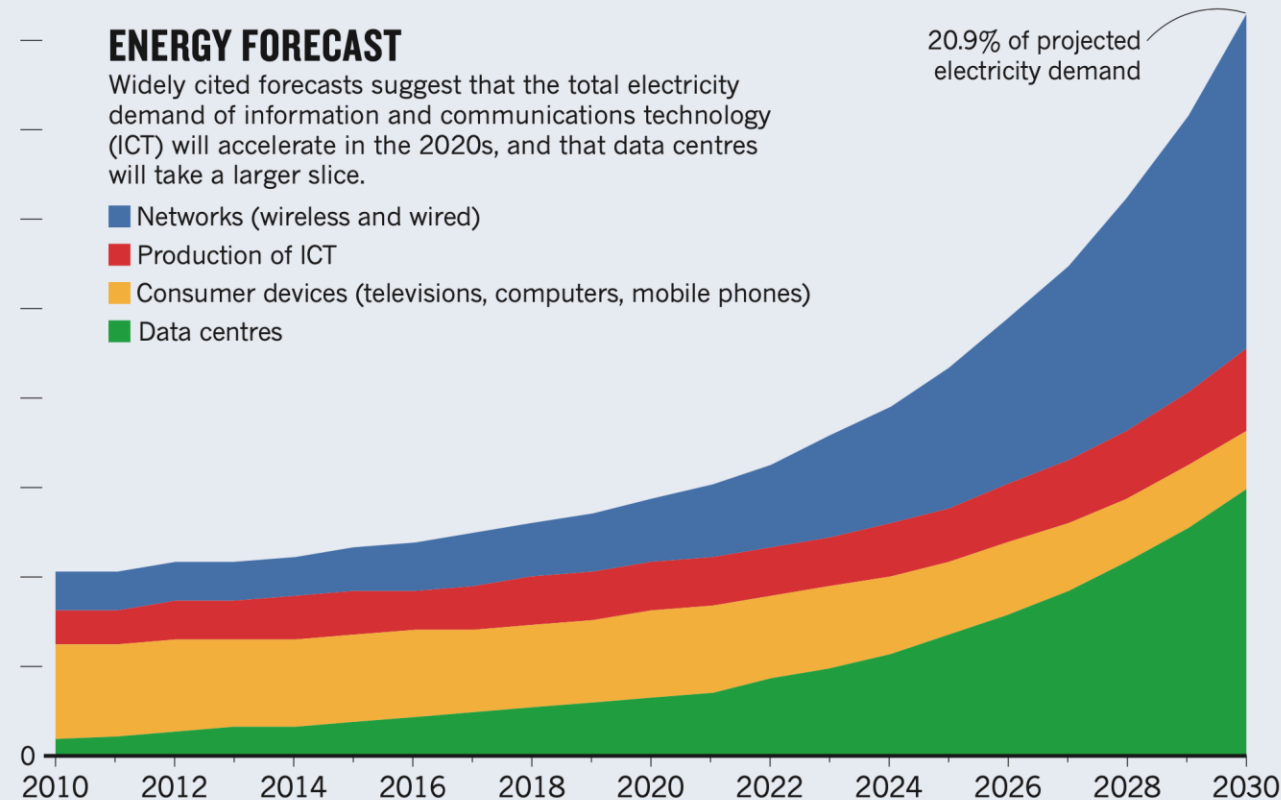 ENERGY FORECAST
Widely cited forecasts suggest that the total electricity
demand of information and communications technology
(ICT) will accelerate in the 2020s, and that data centres
will take a larger slice.
20.9% of projected
electricity demand
Networks (wireless and wired)
Production of ICT
Consumer devices (televisions, computers, mobile phones)
Data centres
0
2010 2012 2014 2016 2018 2020 2022 2024 2026 2028 2030